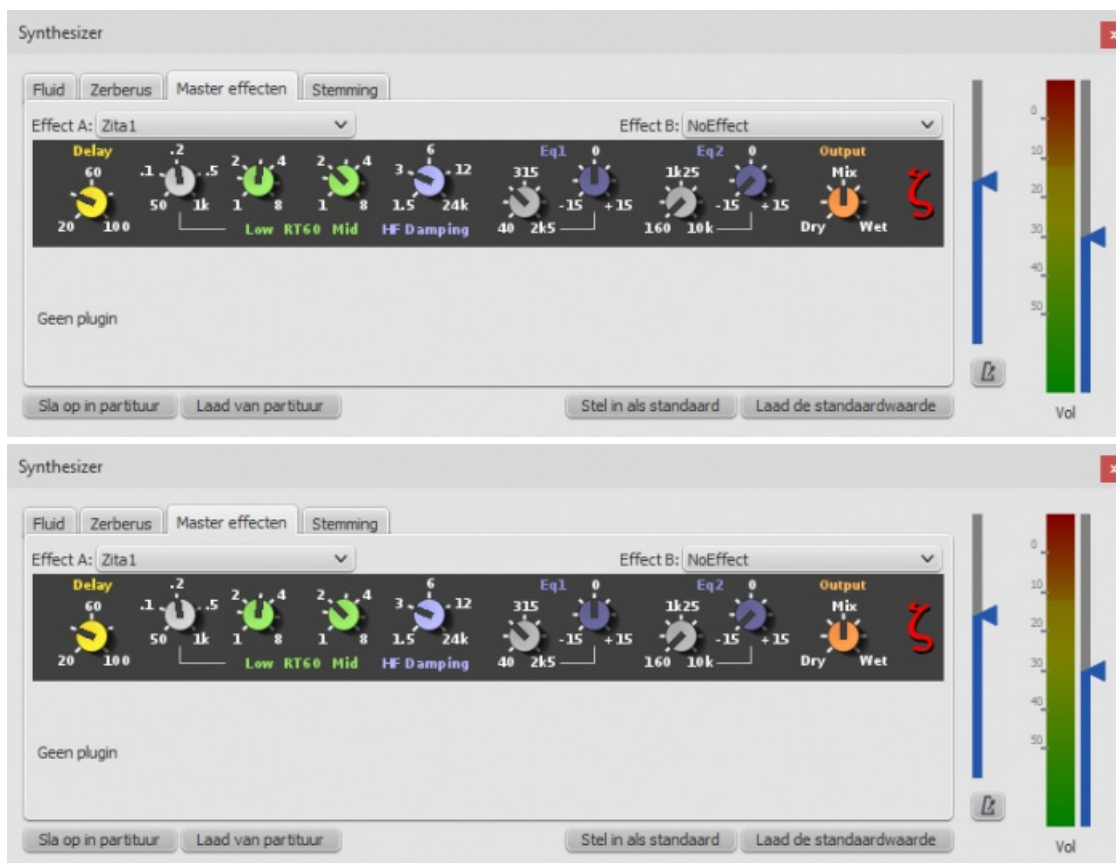 Synthesizer
x
Fluid Zerberus Master effecten Stemming
Effect A: Zita1 Effect B: NoEffect
Delay .2 6 Eq1 0 Eq2 0 Output
60 .1 .5 2 4 2 4 3 12 315 1k25 Mix
50 1k 1 8 1 8 1.5 24k -15 +15 -15 +15
20 100 Low RT60 Mid HF Damping 40 2k5 160 10k Dry Wet
ζ
Geen plugin
0
10
20
30
40
50
Sla op in partituur Laad van partituur Stel in als standaard Laad de standaardwaarde
Vol
Synthesizer
x
Fluid Zerberus Master effecten Stemming
Effect A: Zita1 Effect B: NoEffect
Delay .2 6 Eq1 0 Eq2 0 Output
60 .1 .5 2 4 2 4 3 12 315 1k25 Mix
50 1k 1 8 1 8 1.5 24k -15 +15 -15 +15
20 100 Low RT60 Mid HF Damping 40 2k5 160 10k Dry Wet
ζ
Geen plugin
0
10
20
30
40
50
Sla op in partituur Laad van partituur Stel in als standaard Laad de standaardwaarde
Vol